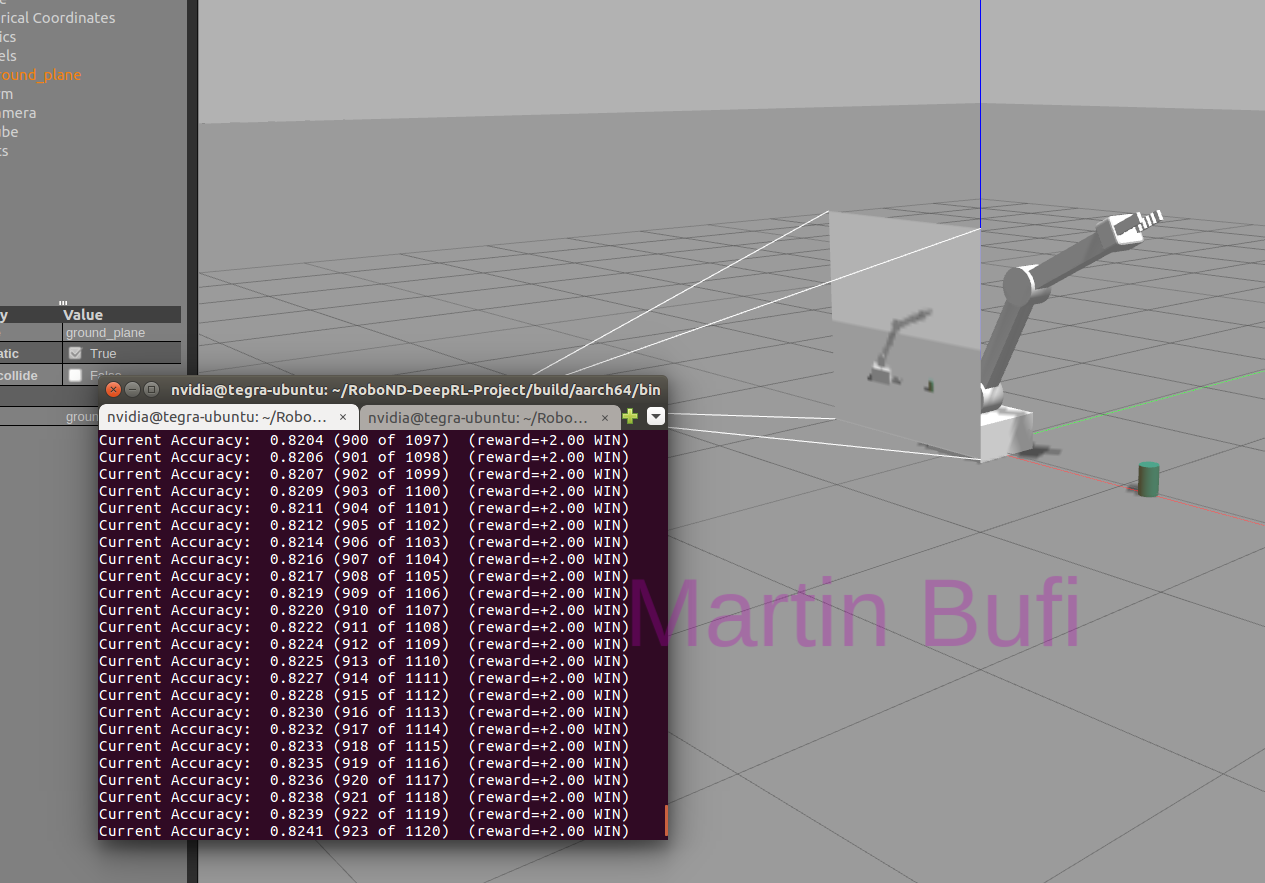 rical Coordinates
ics
els
round_plane
rm
amera
ube
ts
y Value
ground_plane
atic True
collide Fals
groun
nvidia@tegra-ubuntu: ~/RoboND-DeepRL-Project/build/aarch64/bin
nvidia@tegra-ubuntu: ~/Robo... × nvidia@tegra-ubuntu: ~/Robo... ×
Current Accuracy: 0.8204 (900 of 1097) (reward=+2.00 WIN)
Current Accuracy: 0.8206 (901 of 1098) (reward=+2.00 WIN)
Current Accuracy: 0.8207 (902 of 1099) (reward=+2.00 WIN)
Current Accuracy: 0.8209 (903 of 1100) (reward=+2.00 WIN)
Current Accuracy: 0.8211 (904 of 1101) (reward=+2.00 WIN)
Current Accuracy: 0.8212 (905 of 1102) (reward=+2.00 WIN)
Current Accuracy: 0.8214 (906 of 1103) (reward=+2.00 WIN)
Current Accuracy: 0.8216 (907 of 1104) (reward=+2.00 WIN)
Current Accuracy: 0.8217 (908 of 1105) (reward=+2.00 WIN)
Current Accuracy: 0.8219 (909 of 1106) (reward=+2.00 WIN)
Current Accuracy: 0.8220 (910 of 1107) (reward=+2.00 WIN)
Current Accuracy: 0.8222 (911 of 1108) (reward=+2.00 WIN)
Current Accuracy: 0.8224 (912 of 1109) (reward=+2.00 WIN)
Current Accuracy: 0.8225 (913 of 1110) (reward=+2.00 WIN)
Current Accuracy: 0.8227 (914 of 1111) (reward=+2.00 WIN)
Current Accuracy: 0.8228 (915 of 1112) (reward=+2.00 WIN)
Current Accuracy: 0.8230 (916 of 1113) (reward=+2.00 WIN)
Current Accuracy: 0.8232 (917 of 1114) (reward=+2.00 WIN)
Current Accuracy: 0.8233 (918 of 1115) (reward=+2.00 WIN)
Current Accuracy: 0.8235 (919 of 1116) (reward=+2.00 WIN)
Current Accuracy: 0.8236 (920 of 1117) (reward=+2.00 WIN)
Current Accuracy: 0.8238 (921 of 1118) (reward=+2.00 WIN)
Current Accuracy: 0.8239 (922 of 1119) (reward=+2.00 WIN)
Current Accuracy: 0.8241 (923 of 1120) (reward=+2.00 WIN)
Martin Bufi